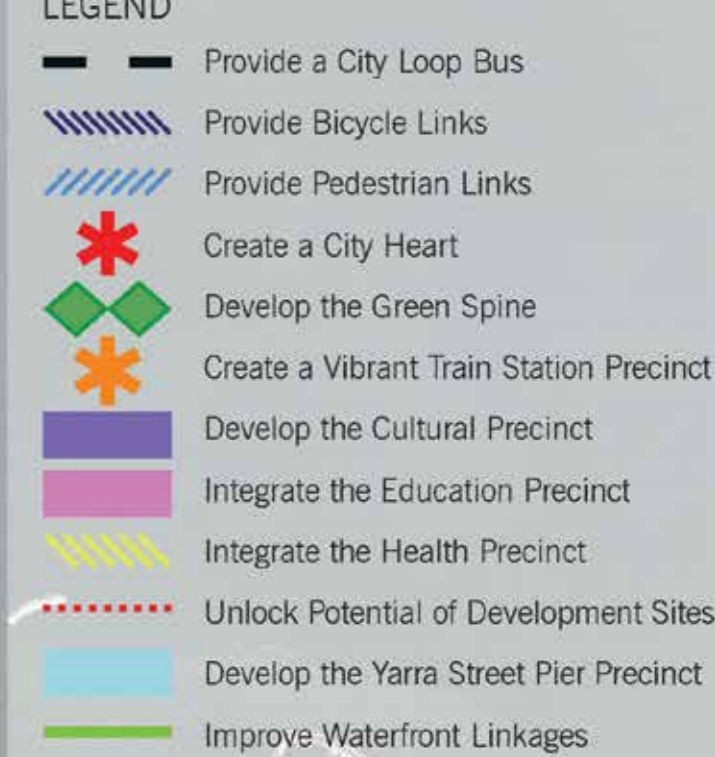 LEGEND
Provide a City Loop Bus
Provide Bicycle Links
Provide Pedestrian Links
Create a City Heart
Develop the Green Spine
Create a Vibrant Train Station Precinct
Develop the Cultural Precinct
Integrate the Education Precinct
Integrate the Health Precinct
Unlock Potential of Development Sites
Develop the Yarra Street Pier Precinct
Improve Waterfront Linkages